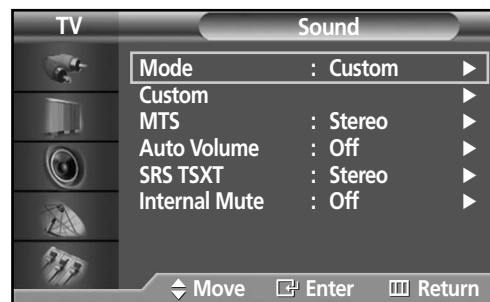 TV Sound
Mode : Custom
Custom
MTS : Stereo
Auto Volume : Off
SRS TSXT : Stereo
Internal Mute : Off
Move Enter Return